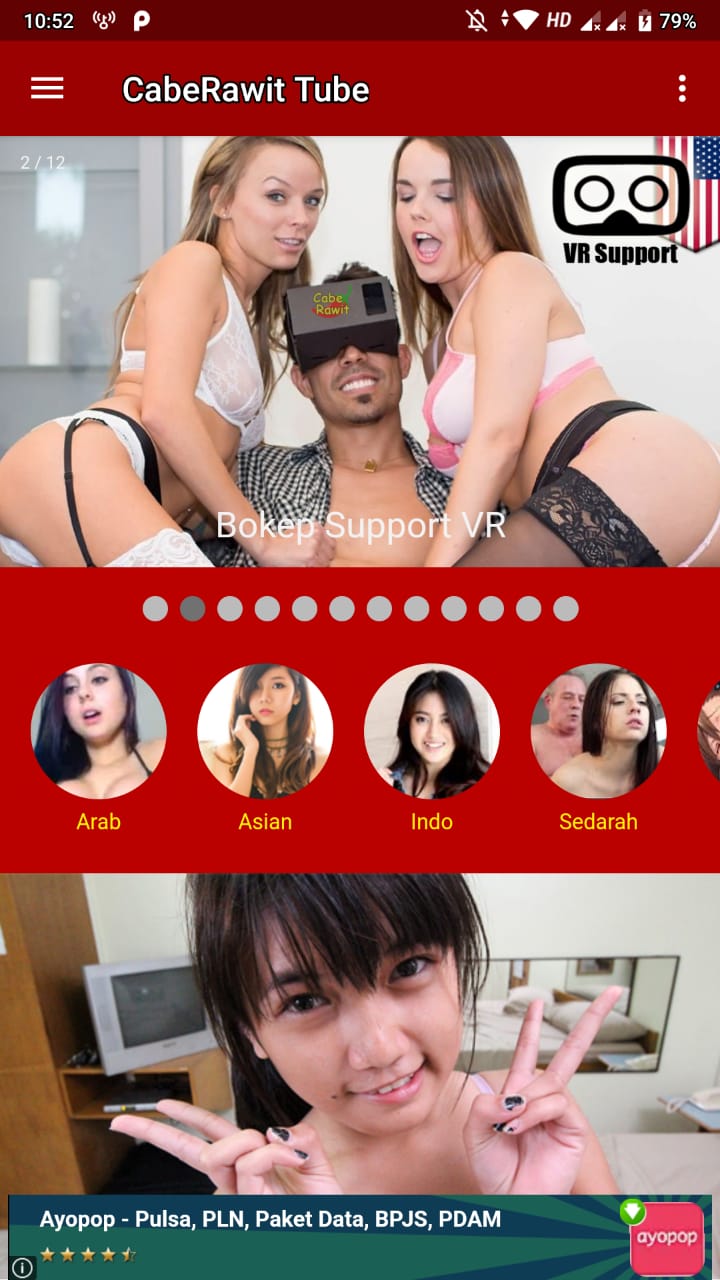 10:52
HD
79%
CabeRawit Tube
2 / 12
VR Support
Cabe
Rawit
Bokep Support VR
Arab
Asian
Indo
Sedarah
Ayopop - Pulsa, PLN, Paket Data, BPJS, PDAM
ayopop